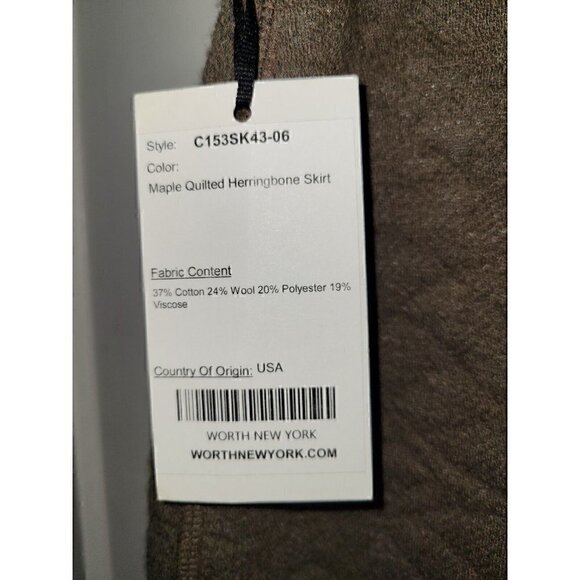 Style: C153SK43-06
Color:
Maple Quilted Herringbone Skirt
Fabric Content
37% Cotton 24% Wool 20% Polyester 19%
Viscose
Country Of Origin: USA
WORTH NEW YORK
WORTHNEWYORK.COM